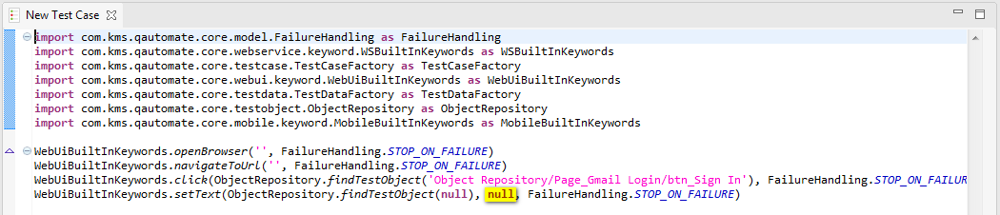 New Test Case
import com.kms.qautomate.core.model.FailureHandling as FailureHandling
import com.kms.qautomate.core.webservice.keyword.WSBuiltInKeywords as WSBuiltInKeywords
import com.kms.qautomate.core.testcase.TestCaseFactory as TestCaseFactory
import com.kms.qautomate.core.webui.keyword.WebUiBuiltInKeywords as WebUiBuiltInKeywords
import com.kms.qautomate.core.testdata.TestDataFactory as TestDataFactory
import com.kms.qautomate.core.testobject.ObjectRepository as ObjectRepository
import com.kms.qautomate.core.mobile.keyword.MobileBuiltInKeywords as MobileBuiltInKeywords
WebUiBuiltInKeywords.openBrowser('', FailureHandling.STOP_ON_FAILURE)
WebUiBuiltInKeywords.navigateToUrl('', FailureHandling.STOP_ON_FAILURE)
WebUiBuiltInKeywords.click(ObjectRepository.findTestObject('Object Repository/Page_Gmail Login/btn_Sign In'), FailureHandling.STOP_ON_FAILUR
WebUiBuiltInKeywords.setText(ObjectRepository.findTestObject(null), null, FailureHandling.STOP_ON_FAILURE)